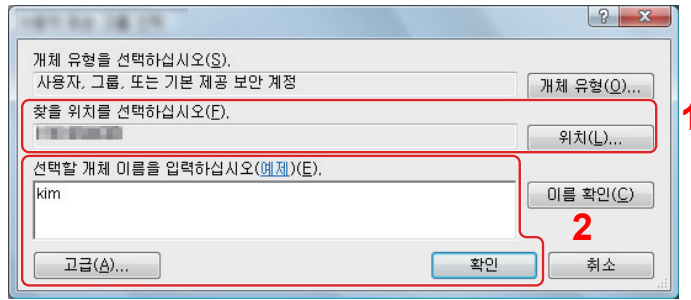 개체 유형을 선택하십시오(S).
사용자, 그룹, 또는 기본 제공 보안 계정
개체 유형(O)...
찾을 위치를 선택하십시오(F).
위치(L)...
1
선택할 개체 이름을 입력하십시오(예제)(E).
kim
이름 확인(C)
2
고급(A)...
확인
취소